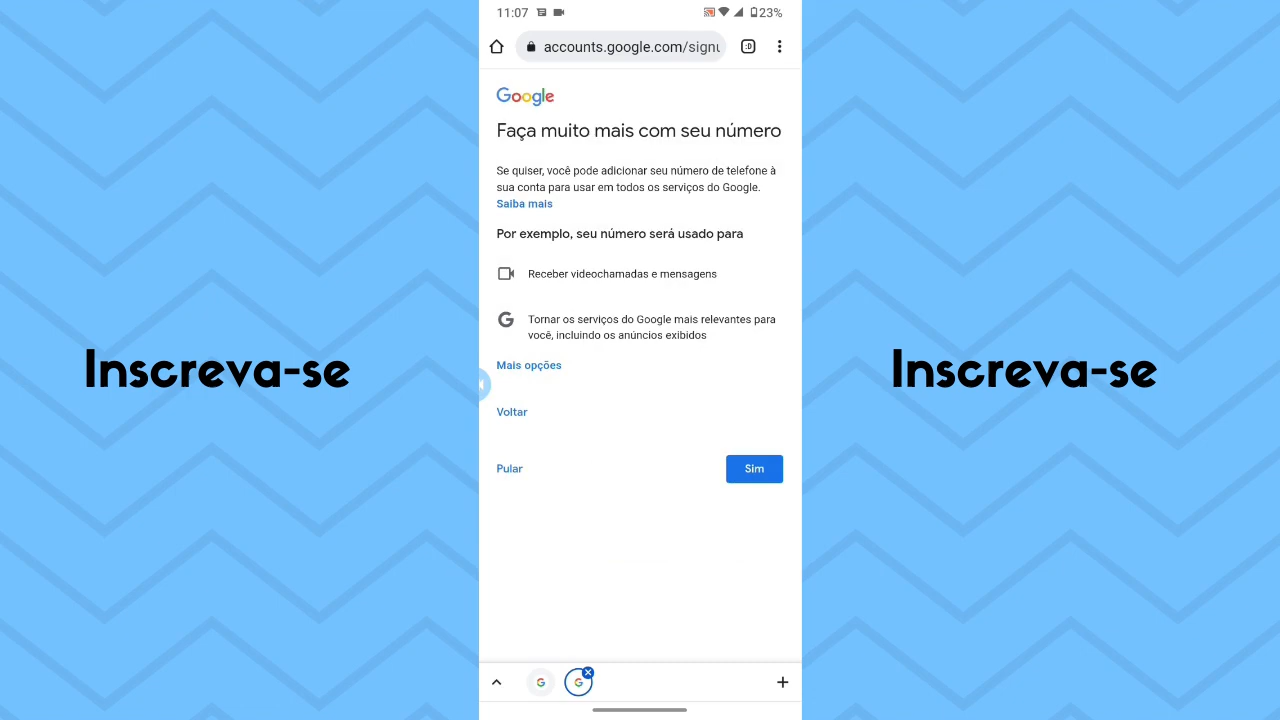 11:07
23%
accounts.google.com/signu
:D
Google
Faça muito mais com seu número
Se quiser, você pode adicionar seu número de telefone à
sua conta para usar em todos os serviços do Google.
Saiba mais
Por exemplo, seu número será usado para
Receber videochamadas e mensagens
G
Tornar os serviços do Google mais relevantes para
você, incluindo os anúncios exibidos
Inscreva-se
Inscreva-se
Mais opções
Voltar
Pular
Sim
G
G